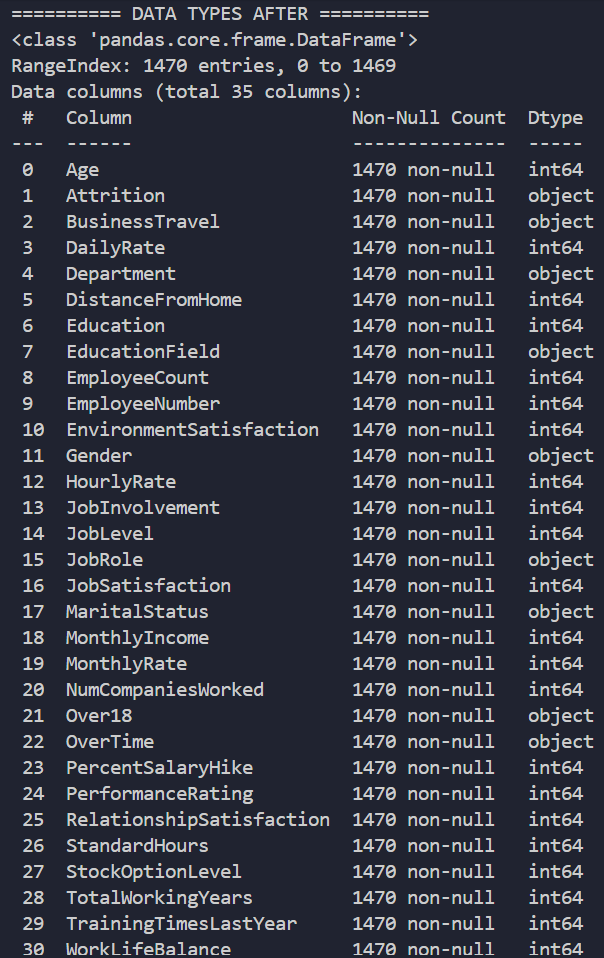 ========== DATA TYPES AFTER ==========
<class 'pandas.core.frame.DataFrame'>
RangeIndex: 1470 entries, 0 to 1469
Data columns (total 35 columns):
 #   Column                    Non-Null Count  Dtype
---  ------                    --------------  -----
 0   Age                       1470 non-null   int64
 1   Attrition                 1470 non-null   object
 2   BusinessTravel            1470 non-null   object
 3   DailyRate                 1470 non-null   int64
 4   Department                1470 non-null   object
 5   DistanceFromHome          1470 non-null   int64
 6   Education                 1470 non-null   int64
 7   EducationField            1470 non-null   object
 8   EmployeeCount             1470 non-null   int64
 9   EmployeeNumber            1470 non-null   int64
 10  EnvironmentSatisfaction   1470 non-null   int64
 11  Gender                    1470 non-null   object
 12  HourlyRate                1470 non-null   int64
 13  JobInvolvement            1470 non-null   int64
 14  JobLevel                  1470 non-null   int64
 15  JobRole                   1470 non-null   object
 16  JobSatisfaction           1470 non-null   int64
 17  MaritalStatus             1470 non-null   object
 18  MonthlyIncome             1470 non-null   int64
 19  MonthlyRate               1470 non-null   int64
 20  NumCompaniesWorked        1470 non-null   int64
 21  Over18                    1470 non-null   object
 22  OverTime                  1470 non-null   object
 23  PercentSalaryHike         1470 non-null   int64
 24  PerformanceRating         1470 non-null   int64
 25  RelationshipSatisfaction  1470 non-null   int64
 26  StandardHours             1470 non-null   int64
 27  StockOptionLevel          1470 non-null   int64
 28  TotalWorkingYears         1470 non-null   int64
 29  TrainingTimesLastYear     1470 non-null   int64
 30  WorkLifeBalance           1470 non-null   int64